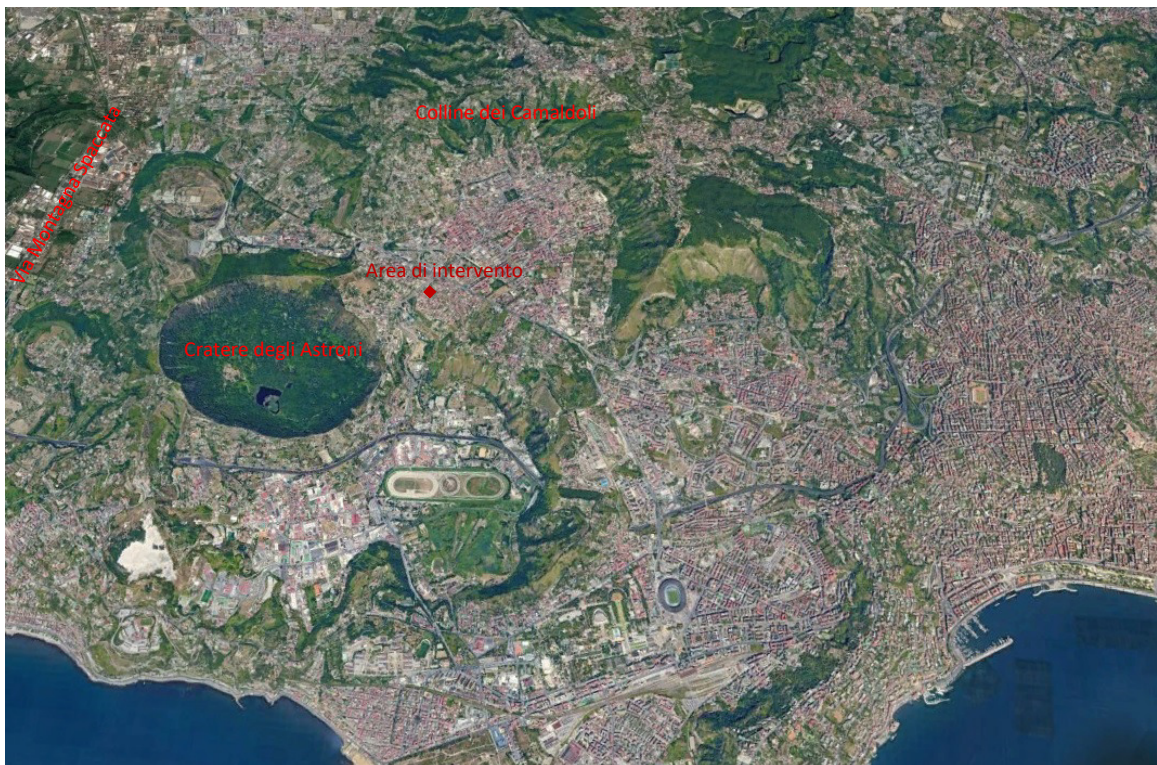 Colline dei Camaldoli
Via Montagna Spaccata
Area di intervento
Cratere degli Astroni